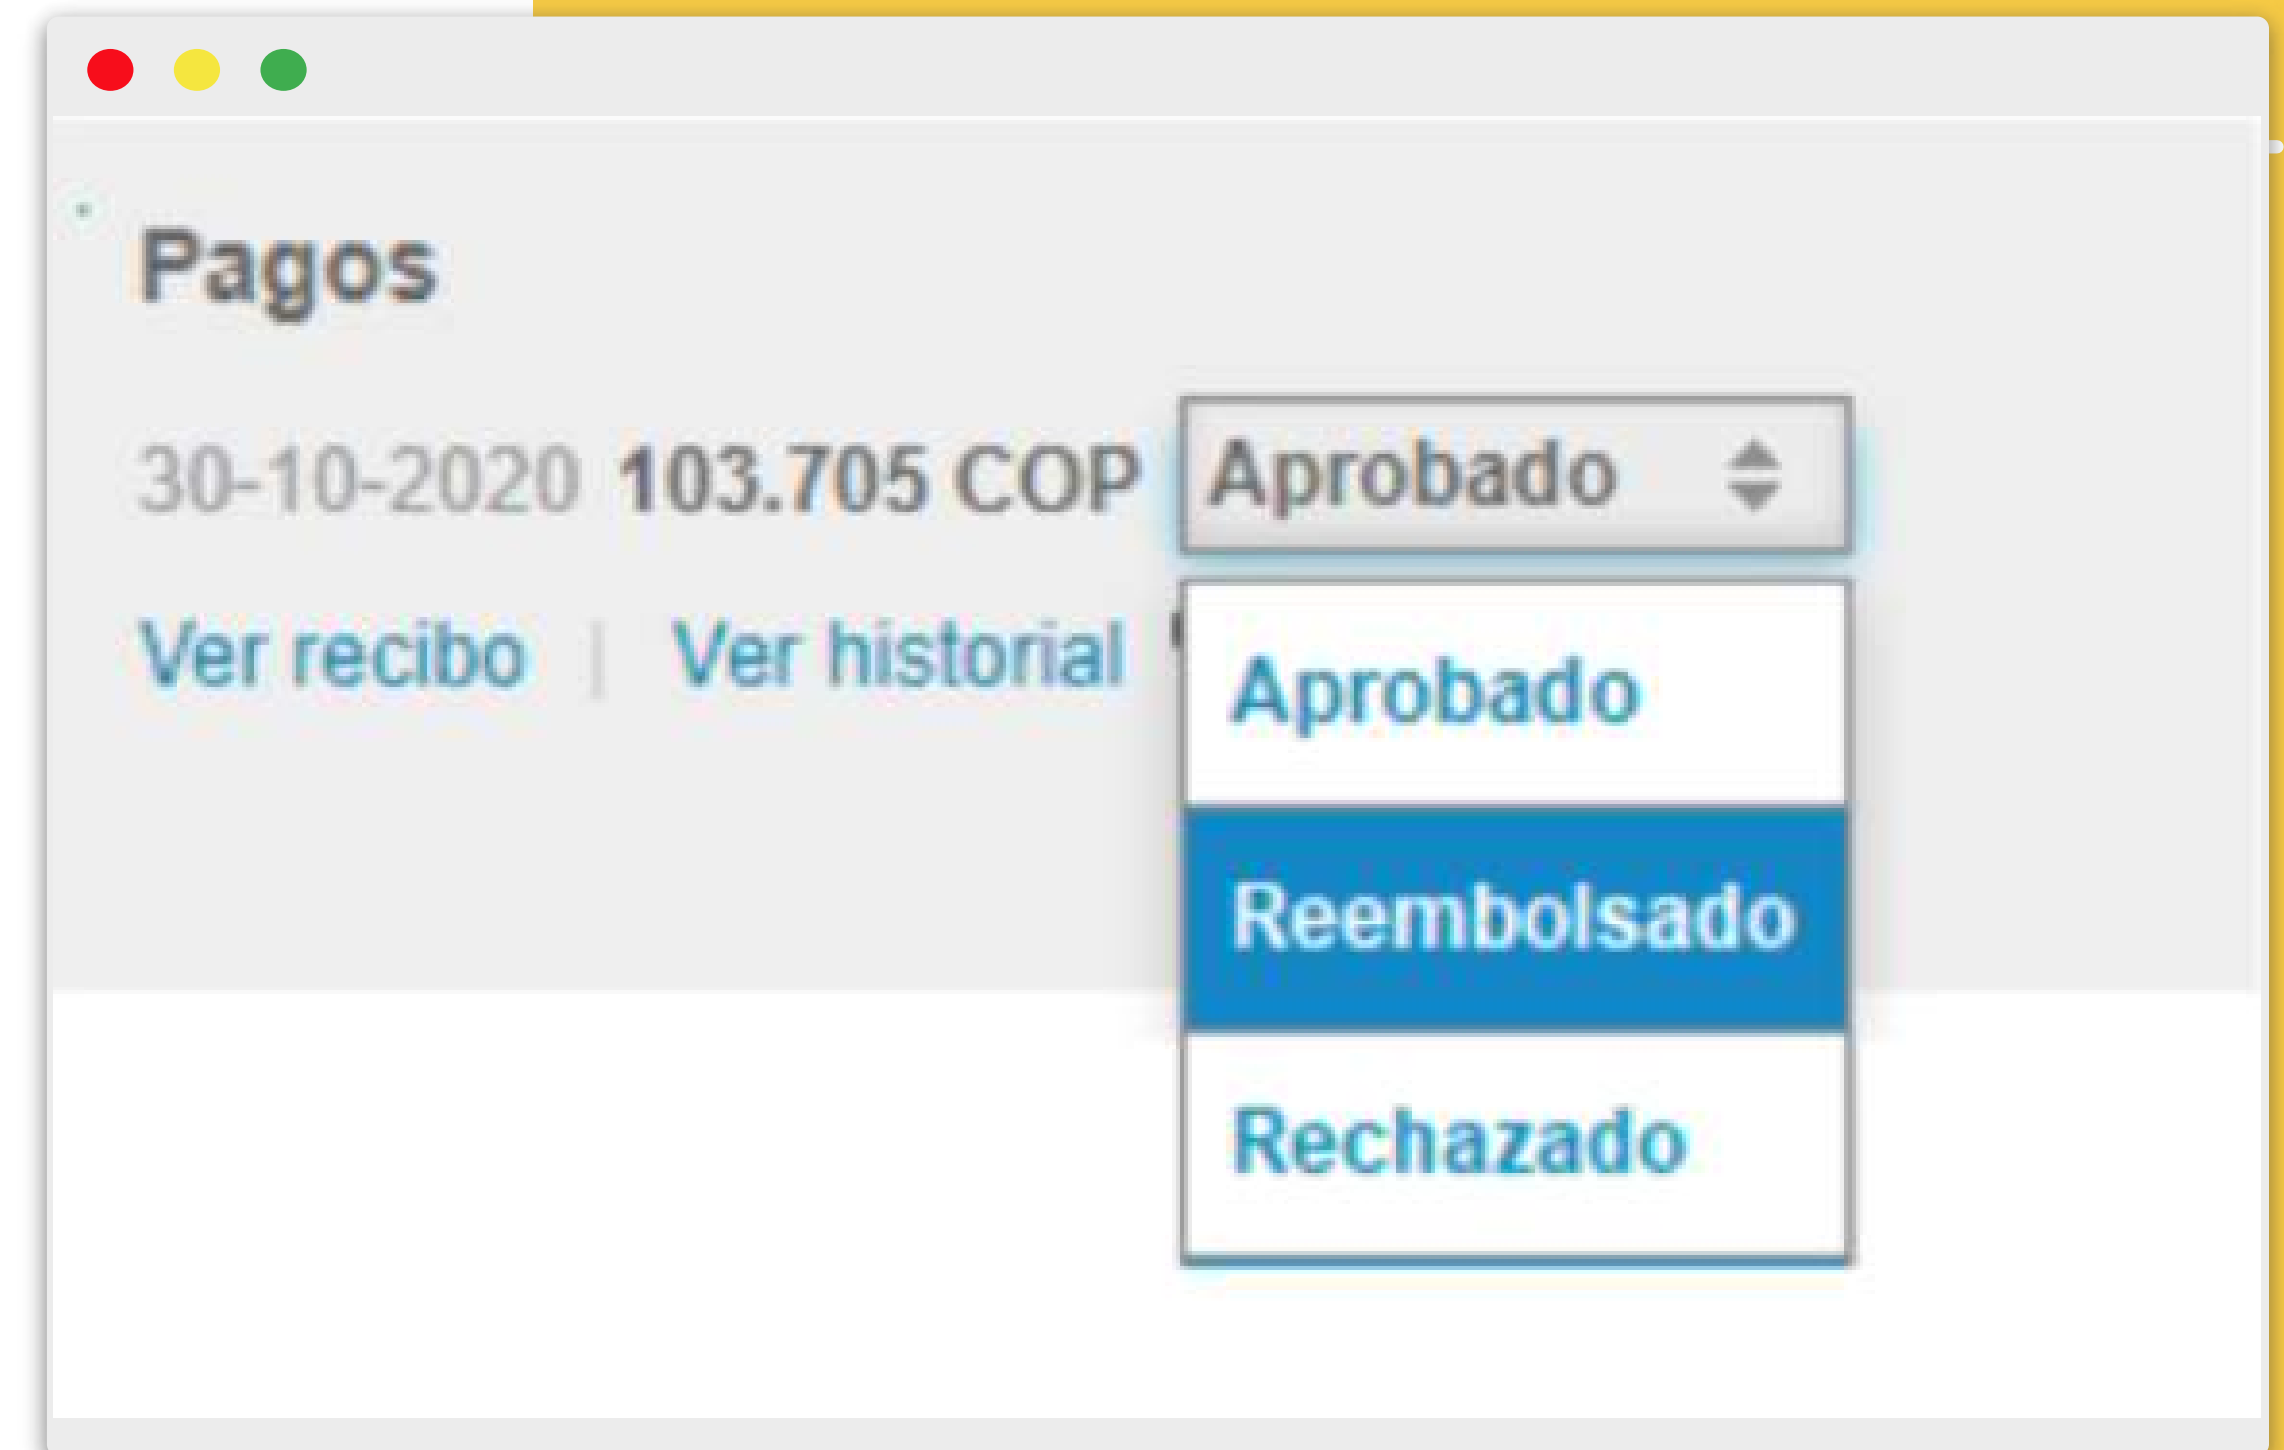 Pagos
30-10-2020 103.705 COP Aprobado
Ver recibo | Ver historial
Aprobado
Reembolsado
Rechazado